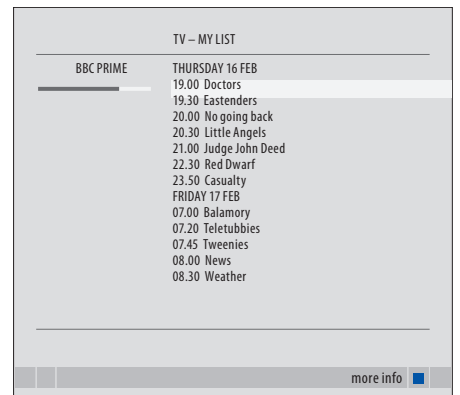 TV – MY LIST
BBC PRIME
THURSDAY 16 FEB
19.00 Doctors
19.30 Eastenders
20.00 No going back
20.30 Little Angels
21.00 Judge John Deed
22.30 Red Dwarf
23.50 Casualty
FRIDAY 17 FEB
07.00 Balamory
07.20 Teletubbies
07.45 Tweenies
08.00 News
08.30 Weather
more info